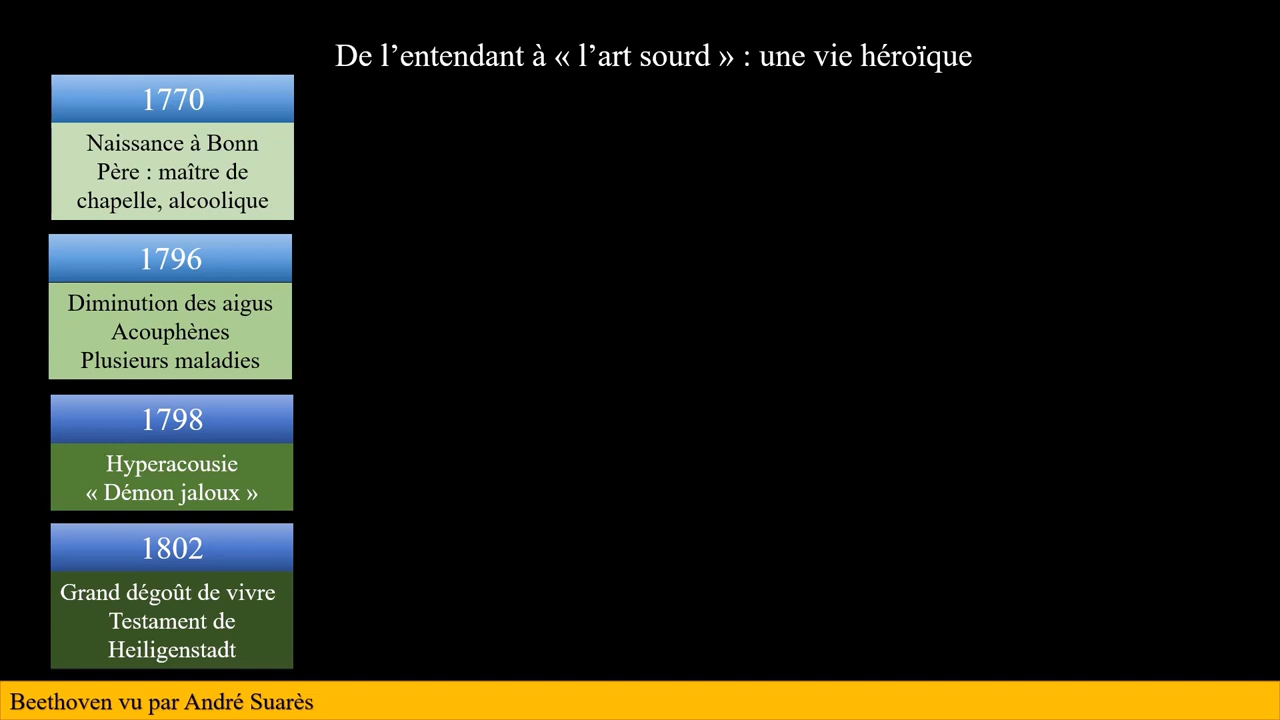 De l’entendant à « l’art sourd » : une vie héroïque
1770
Naissance à Bonn
Père : maître de
chapelle, alcoolique
1796
Diminution des aigus
Acouphènes
Plusieurs maladies
1798
Hyperacousie
« Démon jaloux »
1802
Grand dégoût de vivre
Testament de
Heiligenstadt
Beethoven vu par André Suarès